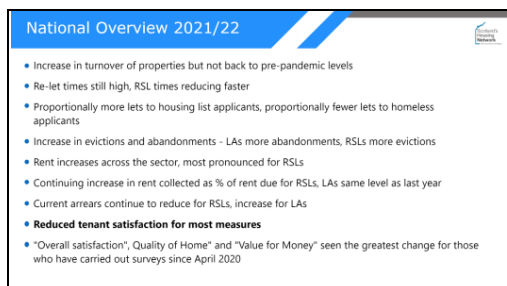 National Overview 2021/22
Scotland's
Housing
Network
• Increase in turnover of properties but not back to pre-pandemic levels
• Re-let times still high, RSL times reducing faster
• Proportionally more lets to housing list applicants, proportionally fewer lets to homeless
applicants
• Increase in evictions and abandonments - LAs more abandonments, RSLs more evictions
• Rent increases across the sector, most pronounced for RSLs
• Continuing increase in rent collected as % of rent due for RSLs, LAs same level as last year
• Current arrears continue to reduce for RSLs, increase for LAs
• Reduced tenant satisfaction for most measures
• "Overall satisfaction", Quality of Home" and "Value for Money" seen the greatest change for those
who have carried out surveys since April 2020